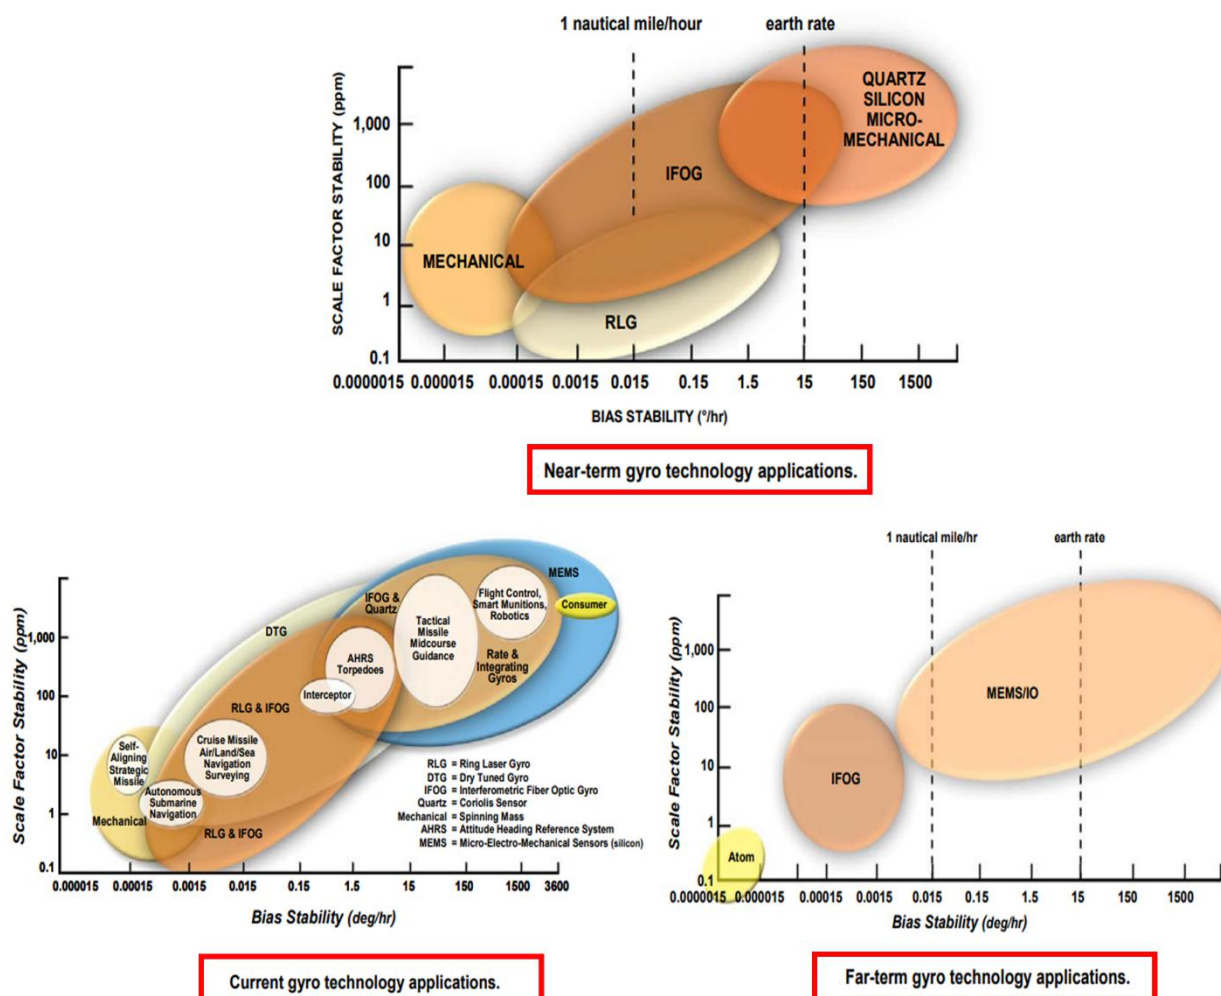 1 nautical mile/hour
earth rate
SCALE FACTOR STABILITY (ppm)
1,000
100
10
1
0.1
QUARTZ
SILICON
MICRO-
MECHANICAL
IFOG
MECHANICAL
RLG
0.0000015 0.000015 0.00015 0.0015 0.015 0.15 1.5 15 150 1500
BIAS STABILITY (°/hr)
Near-term gyro technology applications.
Scale Factor Stability (ppm)
1,000
100
10
1
0.1
MEMS
IFOG &
Quartz
Flight Control,
Smart Munitions,
Robotics
Consumer
DTG
Tactical
Missile
Midcourse
Guidance
AHRS
Torpedoes
Rate &
Integrating
Gyros
Interceptor
RLG & IFOG
Self-
Aligning
Strategic
Missile
Cruise Missile
Air/Land/Sea
Navigation
Surveying
Autonomous
Submarine
Navigation
Mechanical
RLG & IFOG
RLG = Ring Laser Gyro
DTG = Dry Tuned Gyro
IFOG = Interferometric Fiber Optic Gyro
Quartz = Coriolis Sensor
Mechanical = Spinning Mass
AHRS = Attitude Heading Reference System
MEMS = Micro-Electro-Mechanical Sensors (silicon)
0.000015 0.00015 0.0015 0.015 0.15 1.5 15 150 1500 3600
Bias Stability (deg/hr)
Current gyro technology applications.
1 nautical mile/hr
earth rate
Scale Factor Stability (ppm)
1,000
100
10
1
0.1
MEMS/IO
IFOG
Atom
0.0000015 0.000015 0.00015 0.0015 0.015 0.15 1.5 15 150 1500
Bias Stability (deg/hr)
Far-term gyro technology applications.